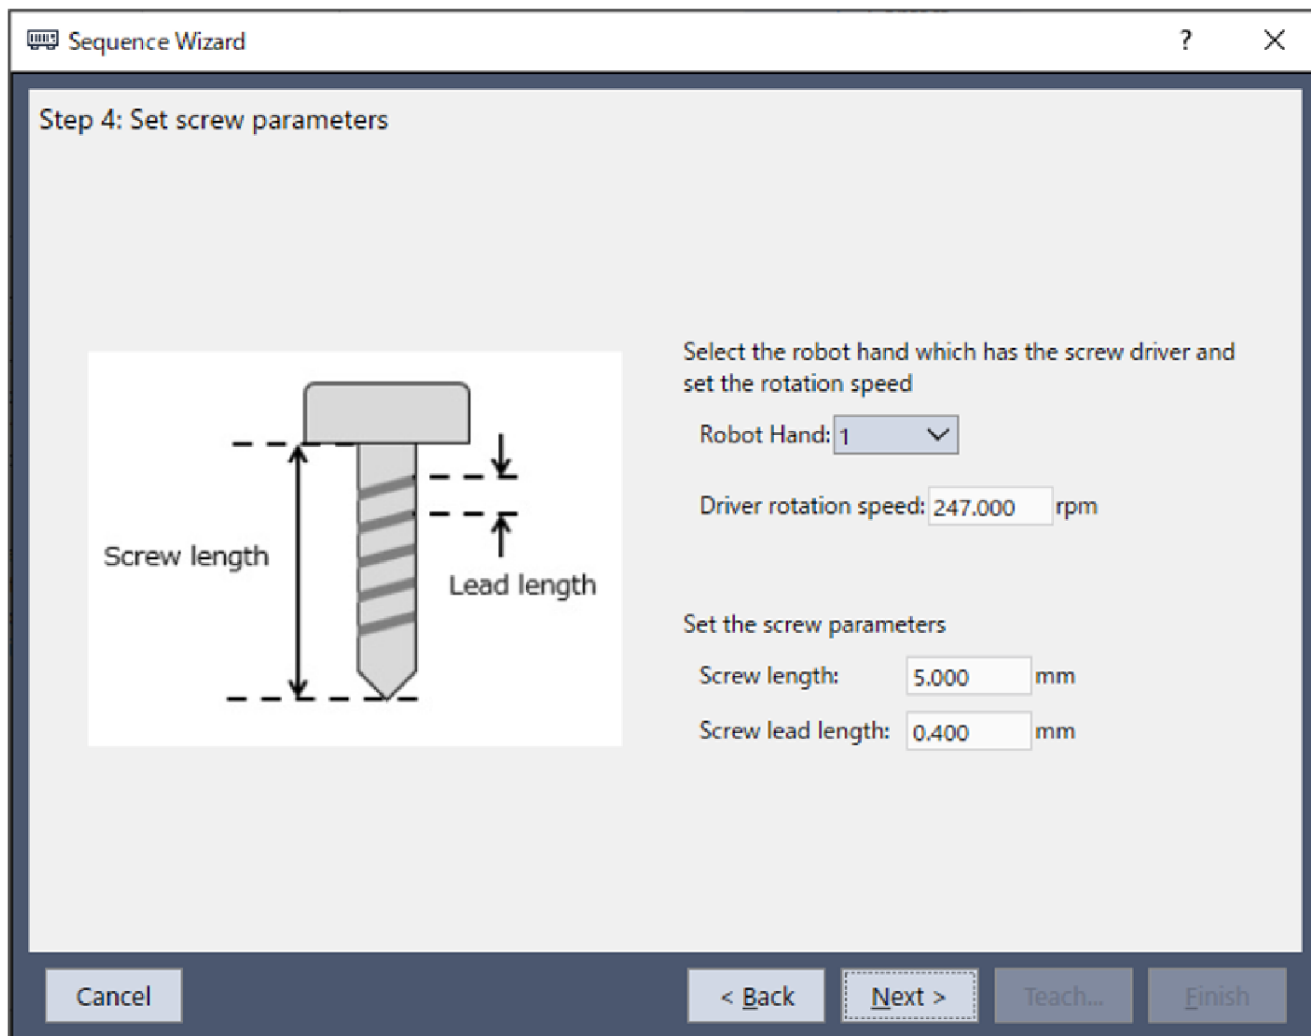 Sequence Wizard
?
Step 4: Set screw parameters
Select the robot hand which has the screw driver and
set the rotation speed
Robot Hand: 1
Driver rotation speed: 247.000 rpm
Screw length
Lead length
Set the screw parameters
Screw length: 5.000 mm
Screw lead length: 0.400 mm
Cancel
< Back
Next >
Teach...
Finish